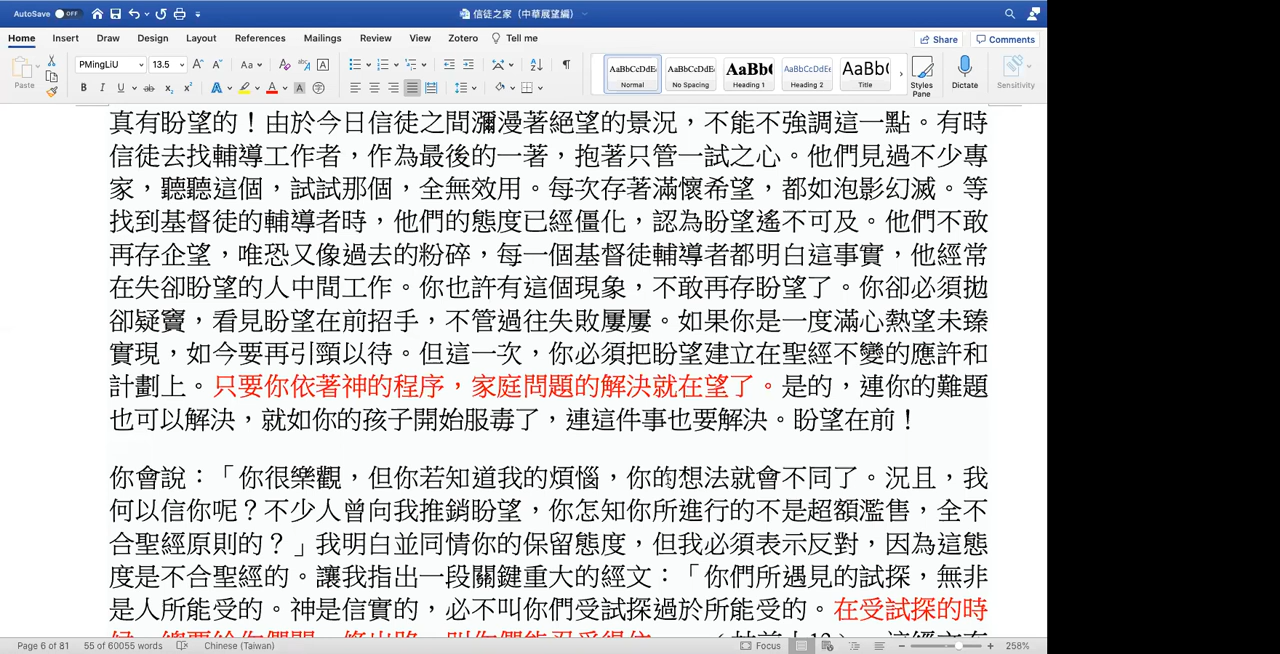 AutoSave OFF 信徒之家（中華展望編）
Home Insert Draw Design Layout References Mailings Review View Zotero Tell me Share Comments
Paste PMingLiU 13.5 AaBbCcDdEe Normal AaBbCcDdEe No Spacing AaBb( Heading 1 AaBbCcDdEe Heading 2 AaBb( Title Styles Pane Dictate Sensitivity
真有盼望的！由於今日信徒之間瀰漫著絕望的景況，不能不強調這一點。有時
信徒去找輔導工作者，作為最後的一著，抱著只管一試之心。他們見過不少專
家，聽聽這個，試試那個，全無效用。每次存著滿懷希望，都如泡影幻滅。等
找到基督徒的輔導者時，他們的態度已經僵化，認為盼望遙不可及。他們不敢
再存企望，唯恐又像過去的粉碎，每一個基督徒輔導者都明白這事實，他經常
在失卻盼望的人中間工作。你也許有這個現象，不敢再存盼望了。你卻必須拋
卻疑竇，看見盼望在前招手，不管過往失敗屢屢。如果你是一度滿心熱望未臻
實現，如今要再引頸以待。但這一次，你必須把盼望建立在聖經不變的應許和
計劃上。只要你依著神的程序，家庭問題的解決就在望了。是的，連你的難題
也可以解決，就如你的孩子開始服毒了，連這件事也要解決。盼望在前！
你會說：「你很樂觀，但你若知道我的煩惱，你的想法就會不同了。況且，我
何以信你呢？不少人曾向我推銷盼望，你怎知你所進行的不是超額濫售，全不
合聖經原則的？」我明白並同情你的保留態度，但我必須表示反對，因為這態
度是不合聖經的。讓我指出一段關鍵重大的經文：「你們所遇見的試探，無非
是人所能受的。神是信實的，必不叫你們受試探過於所能受的。在受試探的時
Page 6 of 81 55 of 60055 words Chinese (Taiwan) Focus 258%